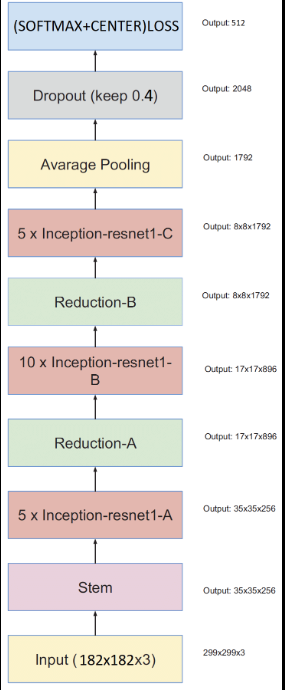 (SOFTMAX+CENTER)LOSS
Output: 512
Dropout (keep 0.4)
Output: 2048
Avarage Pooling
Output: 1792
5 x Inception-resnet1-C
Output: 8x8x1792
Reduction-B
Output: 8x8x1792
10 x Inception-resnet1-
B
Output: 17x17x896
Reduction-A
Output: 17x17x896
5 x Inception-resnet1-A
Output: 35x35x256
Stem
Output: 35x35x256
Input (182x182x3)
299x299x3